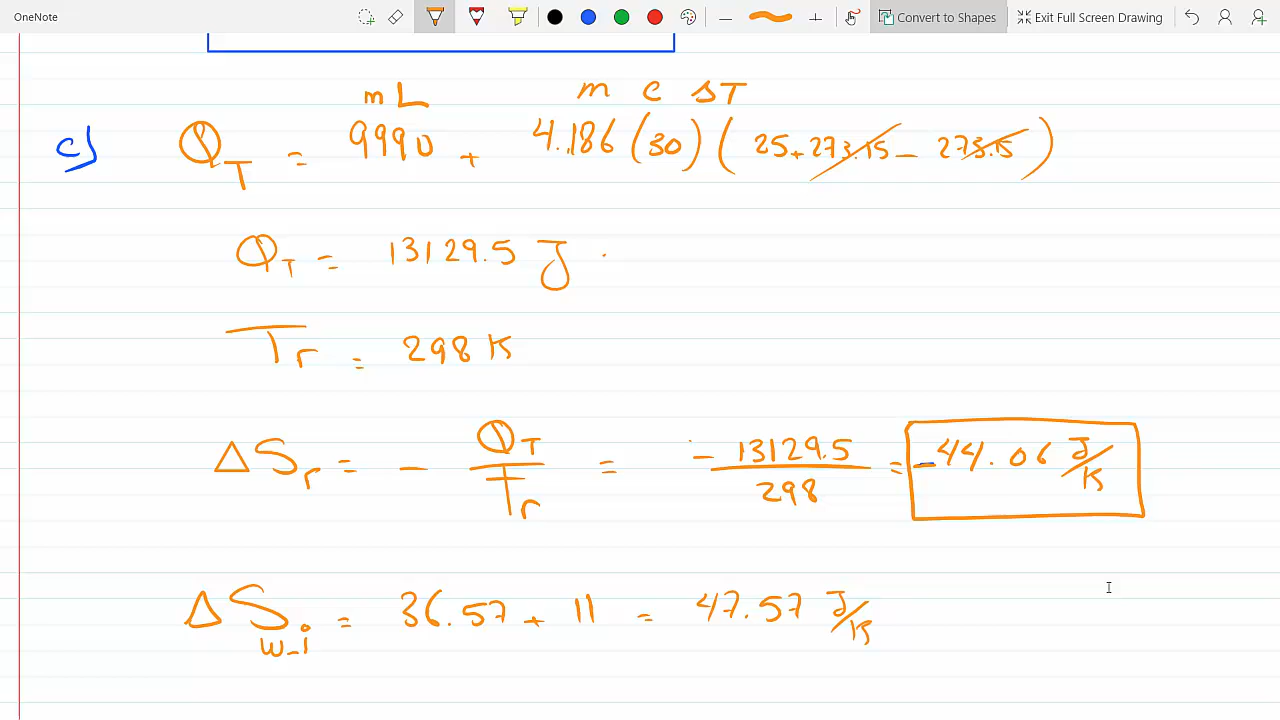 OneNote
Convert to Shapes
Exit Full Screen Drawing
m L m c ΔT
c) Q_T = 9990 + 4.186 (30) ( 25 + 273.15 - 273.15 )
Q_T = 13129.5 J
T_r = 298 K
ΔS_r = - Q_T / T_r = - 13129.5 / 298 = -44.06 J/K
ΔS_w-i = 36.57 + 11 = 47.57 J/K